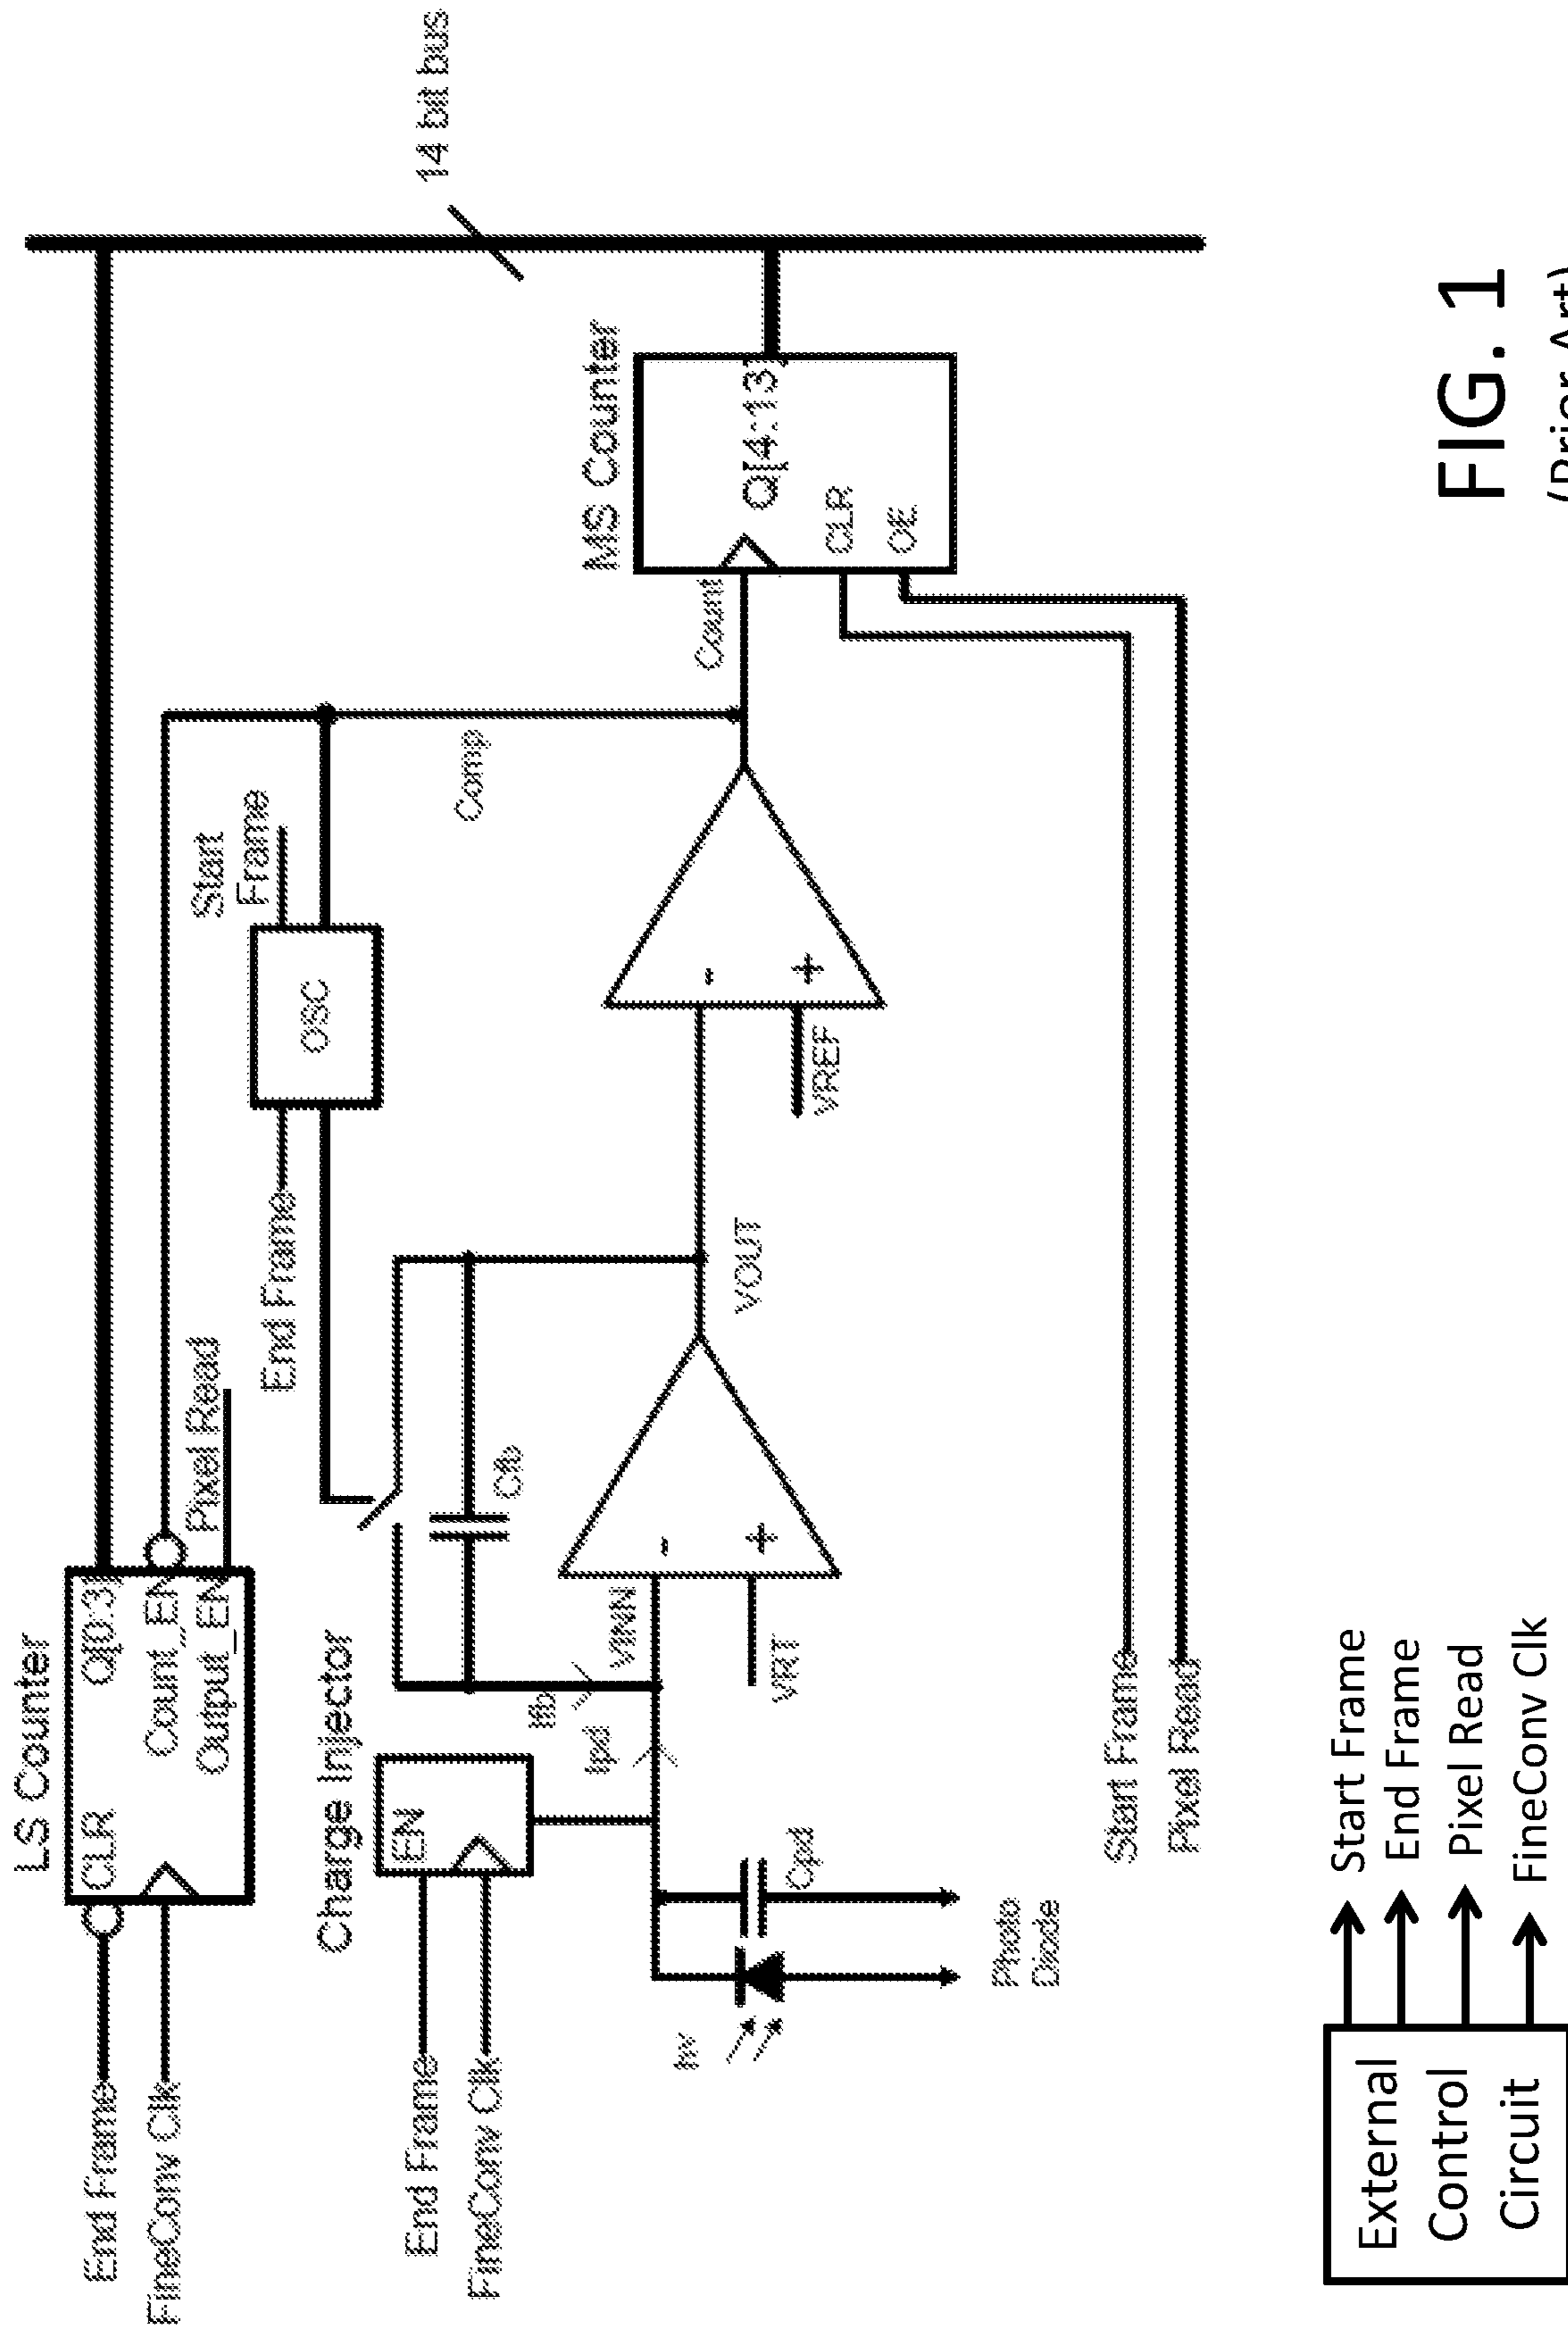 LS Counter
End Frame
CLR
Q[0:3]
FineConv Clk
Count_EN
Output_EN
Pixel Read
14 bit bus
Start
Frame
End Frame
OSC
Charge Injector
End Frame
EN
FineConv Clk
Comp
Cfb
Ifb
Ipd
VINN
-
+
VRT
VOUT
-
+
VREF
MS Counter
Count
Q[4:13]
CLR
OE
hv
Cpd
Photo
Diode
Start Frame
Pixel Read
External
Control
Circuit
Start Frame
End Frame
Pixel Read
FineConv Clk
FIG. 1
(Prior Art)